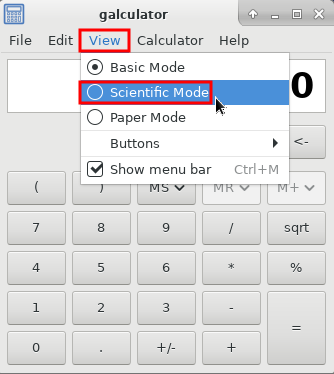 galculator
File Edit View Calculator Help
Basic Mode
Scientific Mode
Paper Mode
Buttons
Show menu bar Ctrl+M
0
<-
( ) MS MR M+
7 8 9 / sqrt
4 5 6 * %
1 2 3 -
=
0 . +/- +